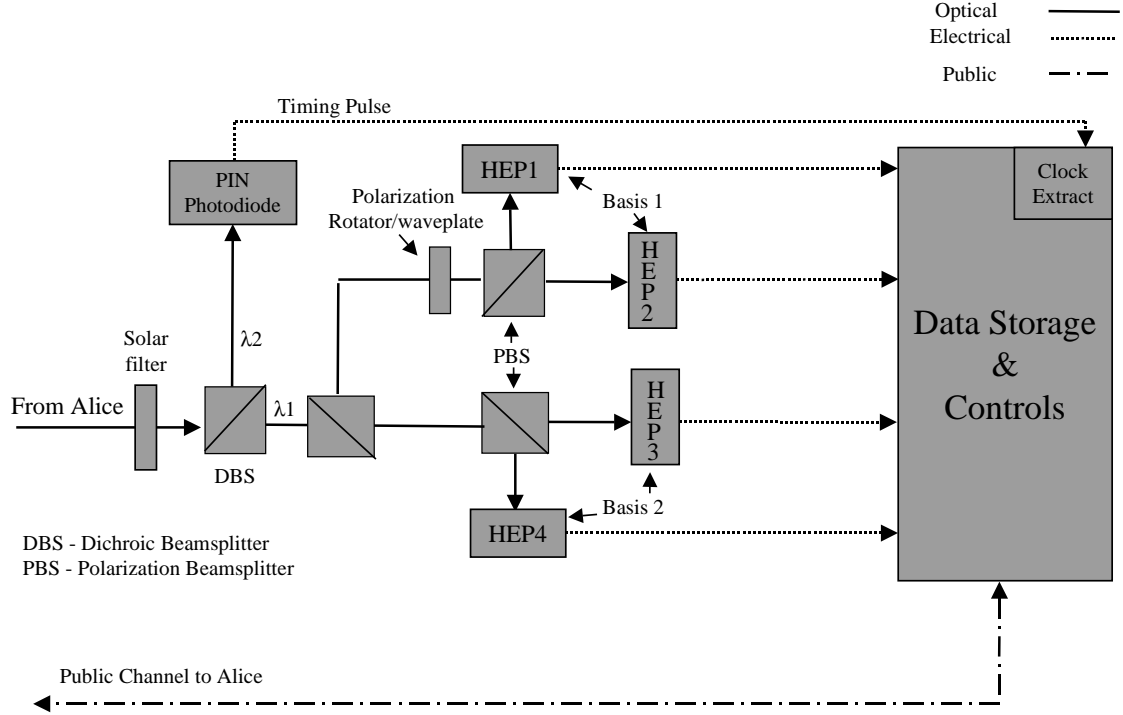 Optical
Electrical
Public
Timing Pulse
PIN
Photodiode
HEP1
Clock
Extract
Polarization
Rotator/waveplate
Basis 1
HEP2
Data Storage
&
Controls
Solar
filter
λ2
PBS
From Alice
λ1
HEP3
DBS
Basis 2
HEP4
DBS - Dichroic Beamsplitter
PBS - Polarization Beamsplitter
Public Channel to Alice